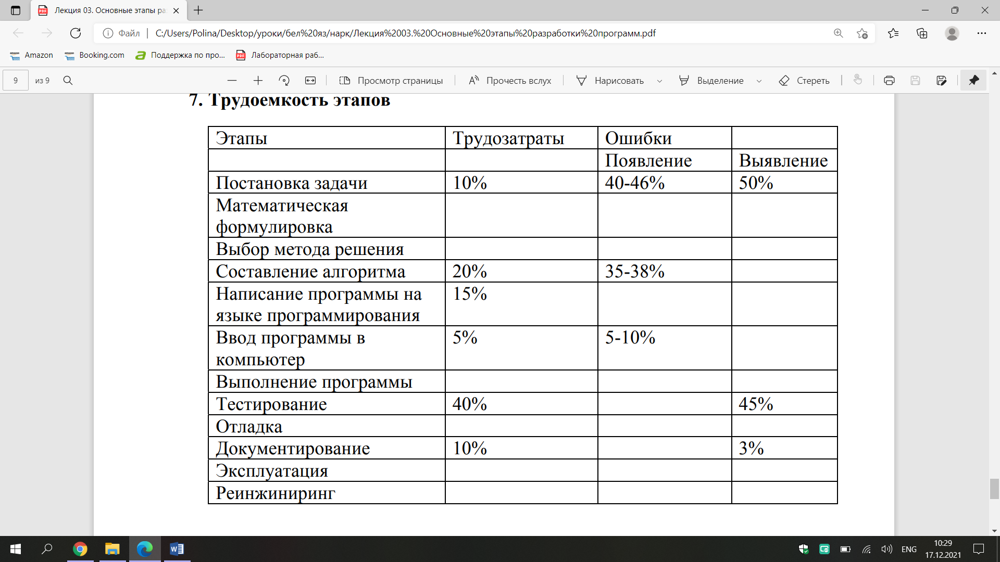 Лекция 03. Основные этапы ра
Файл
C:/Users/Polina/Desktop/уроки/бел%20яз/нарк/Лекция%2003.%20Основные%20этапы%20разработки%20программ.pdf
Amazon
Booking.com
Поддержка по про...
Лабораторная раб...
9
из 9
Просмотр страницы
Прочесть вслух
Нарисовать
Выделение
Стереть
7. Трудоемкость этапов
Этапы Трудозатраты Ошибки
Появление Выявление
Постановка задачи 10% 40-46% 50%
Математическая
формулировка
Выбор метода решения
Составление алгоритма 20% 35-38%
Написание программы на 15%
языке программирования
Ввод программы в 5% 5-10%
компьютер
Выполнение программы
Тестирование 40% 45%
Отладка
Документирование 10% 3%
Эксплуатация
Реинжиниринг
ENG
10:29
17.12.2021